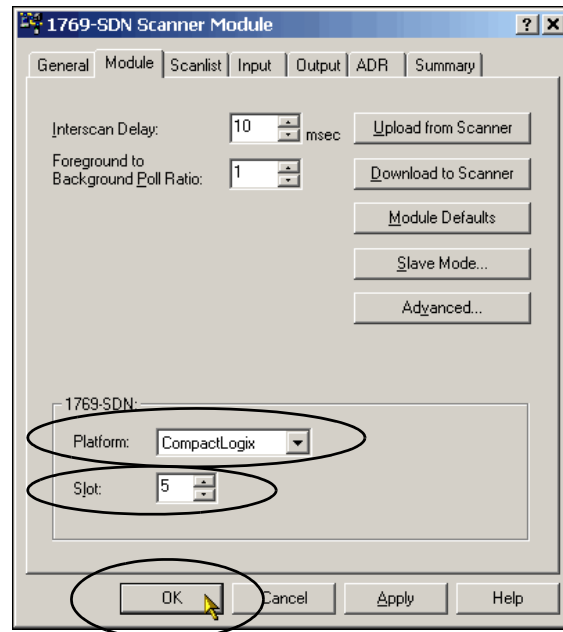 1769-SDN Scanner Module
General Module Scanlist Input Output ADR Summary
Interscan Delay: 10 msec Upload from Scanner
Foreground to
Background Poll Ratio: 1 Download to Scanner
Module Defaults
Slave Mode...
Advanced...
1769-SDN:
Platform: CompactLogix
Slot: 5
OK Cancel Apply Help